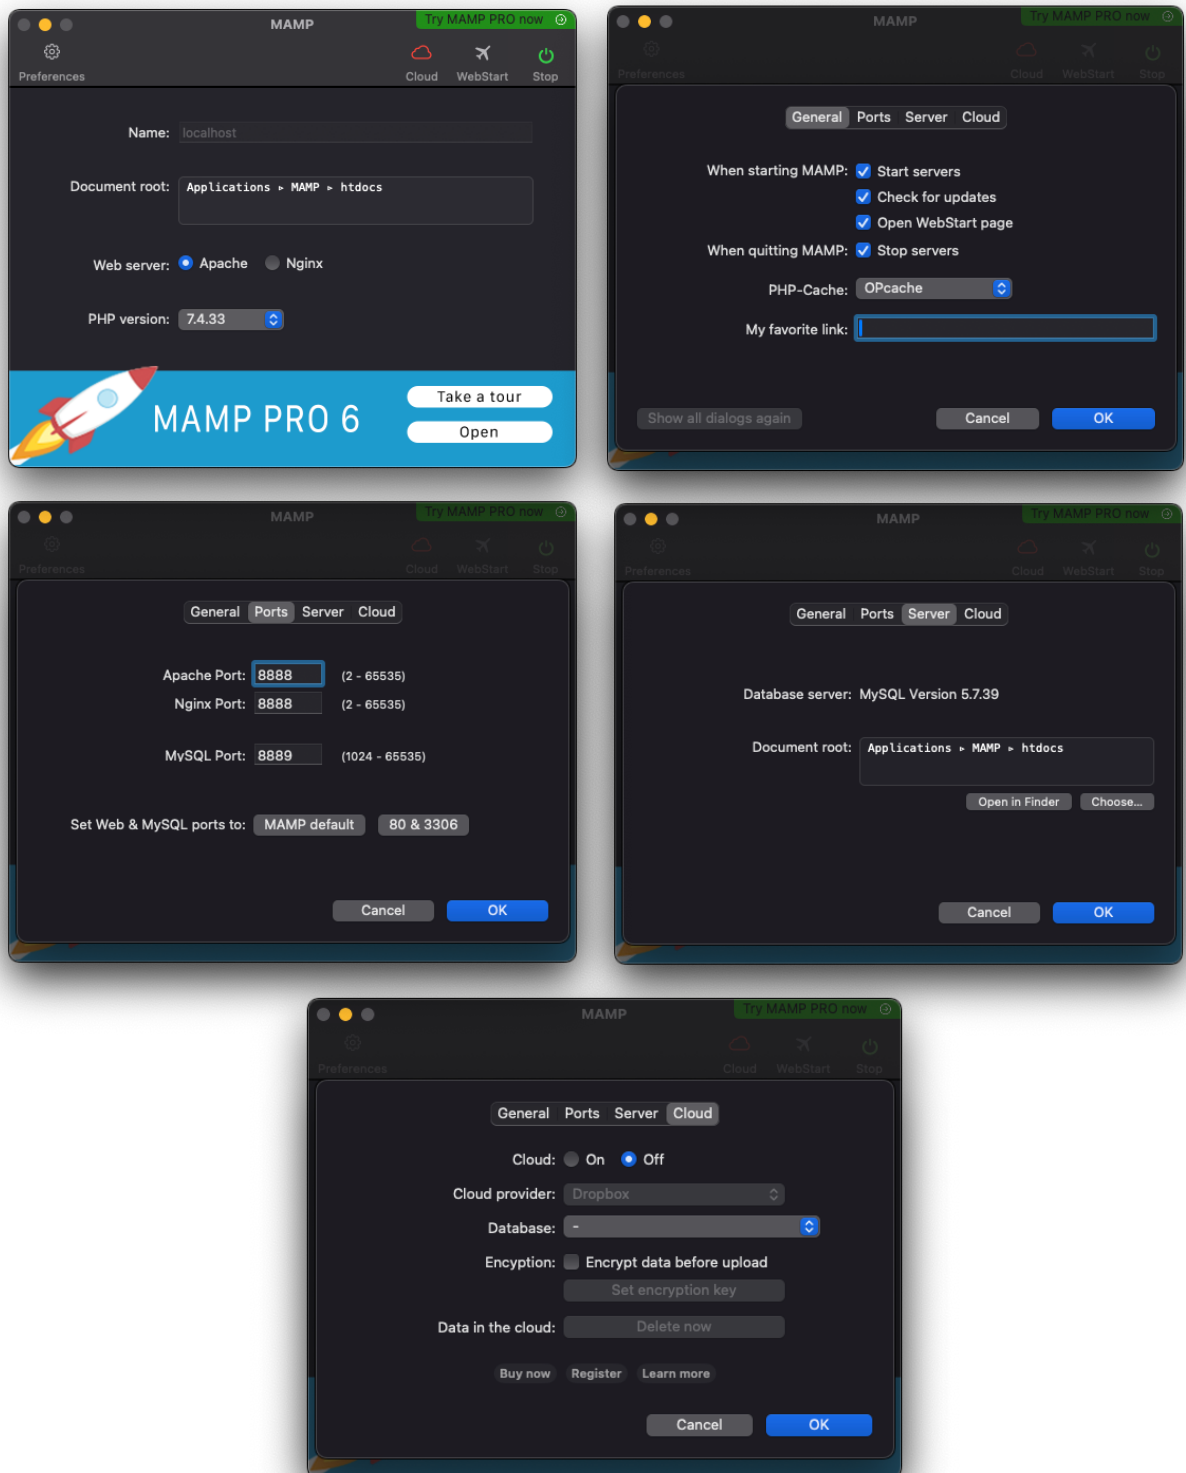 MAMP
Try MAMP PRO now
Preferences
Cloud WebStart Stop
Name: localhost
Document root: Applications ▸ MAMP ▸ htdocs
Web server: Apache Nginx
PHP version: 7.4.33
MAMP PRO 6
Take a tour
Open
MAMP
Try MAMP PRO now
Preferences
Cloud WebStart Stop
General Ports Server Cloud
When starting MAMP: Start servers
Check for updates
Open WebStart page
When quitting MAMP: Stop servers
PHP-Cache: OPcache
My favorite link:
Show all dialogs again Cancel OK
MAMP
Try MAMP PRO now
Preferences
Cloud WebStart Stop
General Ports Server Cloud
Apache Port: 8888 (2 - 65535)
Nginx Port: 8888 (2 - 65535)
MySQL Port: 8889 (1024 - 65535)
Set Web & MySQL ports to: MAMP default 80 & 3306
Cancel OK
MAMP
Try MAMP PRO now
Preferences
Cloud WebStart Stop
General Ports Server Cloud
Database server: MySQL Version 5.7.39
Document root: Applications ▸ MAMP ▸ htdocs
Open in Finder Choose...
Cancel OK
MAMP
Try MAMP PRO now
Preferences
Cloud WebStart Stop
General Ports Server Cloud
Cloud: On Off
Cloud provider: Dropbox
Database: -
Encyption: Encrypt data before upload
Set encryption key
Data in the cloud: Delete now
Buy now Register Learn more
Cancel OK